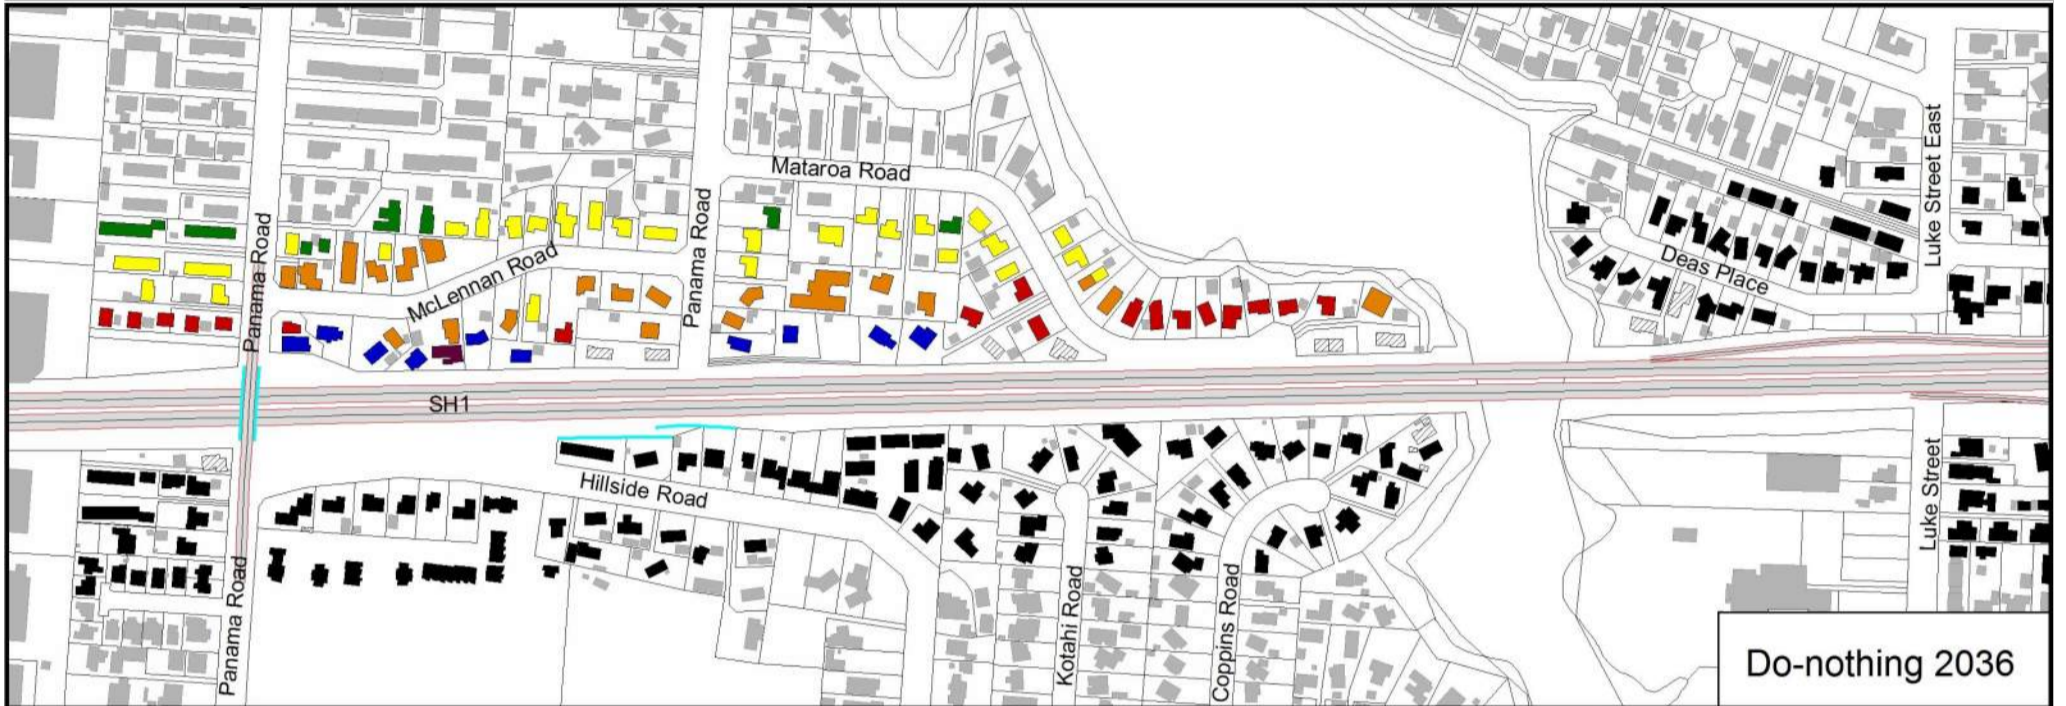 Luke Street East
Mataroa Road
Panama Road
Panama Road
McLennan Road
Deas Place
SH1
Hillside Road
Luke Street
Panama Road
Kotahi Road
Coppins Road
Do-nothing 2036